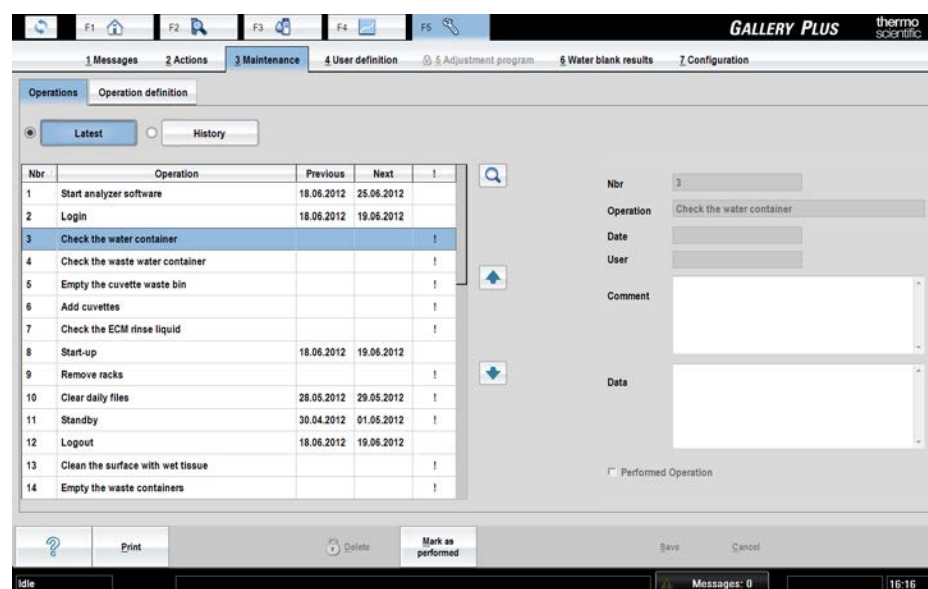 F1 F2 F3 F4 F5 GALLERY PLUS thermo scientific
1 Messages 2 Actions 3 Maintenance 4 User definition 5 Adjustment program 6 Water blank results 7 Configuration
Operations Operation definition
Latest History
Nbr Operation Previous Next !
1 Start analyzer software 18.06.2012 25.06.2012
2 Login 18.06.2012 19.06.2012
3 Check the water container !
4 Check the waste water container !
5 Empty the cuvette waste bin !
6 Add cuvettes !
7 Check the ECM rinse liquid !
8 Start-up 18.06.2012 19.06.2012
9 Remove racks !
10 Clear daily files 28.05.2012 29.05.2012 !
11 Standby 30.04.2012 01.05.2012 !
12 Logout 18.06.2012 19.06.2012
13 Clean the surface with wet tissue !
14 Empty the waste containers !
Nbr 3
Operation Check the water container
Date
User
Comment
Data
Performed Operation
? Print Delete Mark as performed Save Cancel
Idle Messages: 0 16:16